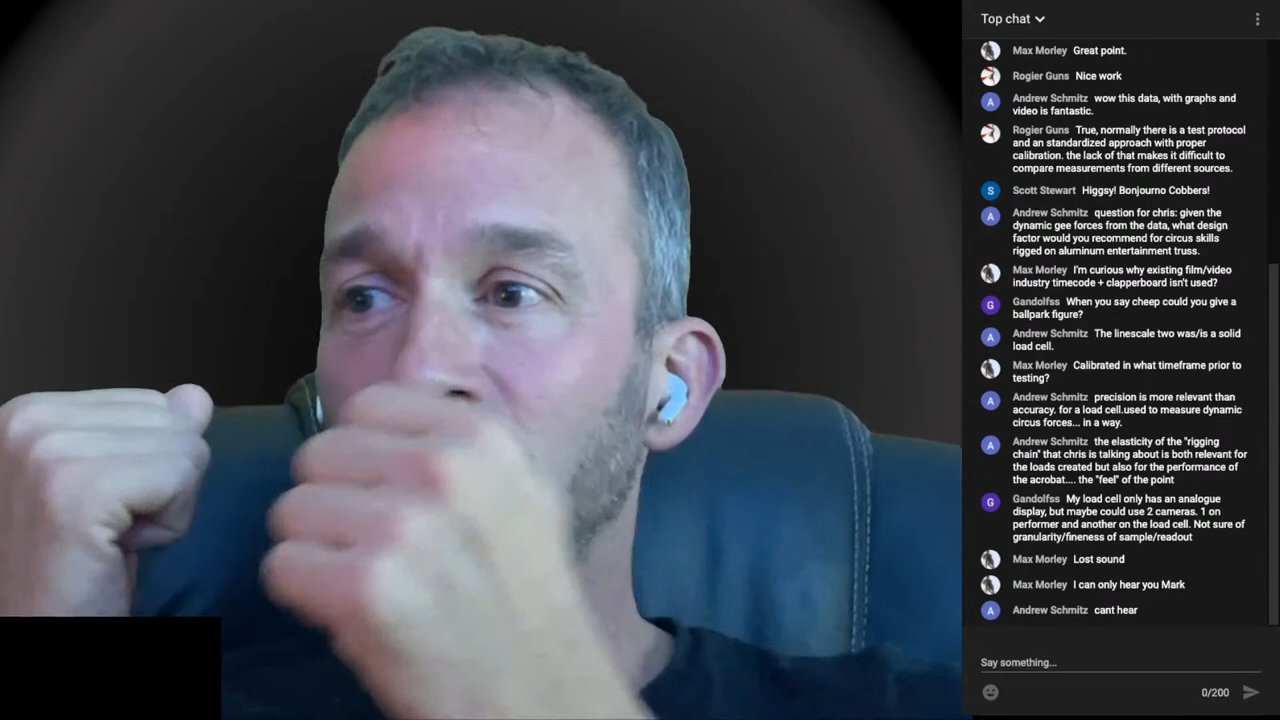 Top chat
Max Morley Great point.
Rogier Guns Nice work
Andrew Schmitz wow this data, with graphs and
video is fantastic.
Rogier Guns True, normally there is a test protocol
and an standardized approach with proper
calibration. the lack of that makes it difficult to
compare measurements from different sources.
S Scott Stewart Higgsy! Bonjourno Cobbers!
A Andrew Schmitz question for chris: given the
dynamic gee forces from the data, what design
factor would you recommend for circus skills
rigged on aluminum entertainment truss.
Max Morley I'm curious why existing film/video
industry timecode + clapperboard isn't used?
G Gandolfss When you say cheep could you give a
ballpark figure?
A Andrew Schmitz The linescale two was/is a solid
load cell.
Max Morley Calibrated in what timeframe prior to
testing?
A Andrew Schmitz precision is more relevant than
accuracy. for a load cell.used to measure dynamic
circus forces... in a way.
A Andrew Schmitz the elasticity of the "rigging
chain" that chris is talking about is both relevant for
the loads created but also for the performance of
the acrobat.... the "feel" of the point
G Gandolfss My load cell only has an analogue
display, but maybe could use 2 cameras. 1 on
performer and another on the load cell. Not sure of
granularity/fineness of sample/readout
Max Morley Lost sound
Max Morley I can only hear you Mark
A Andrew Schmitz cant hear
Say something...
0/200